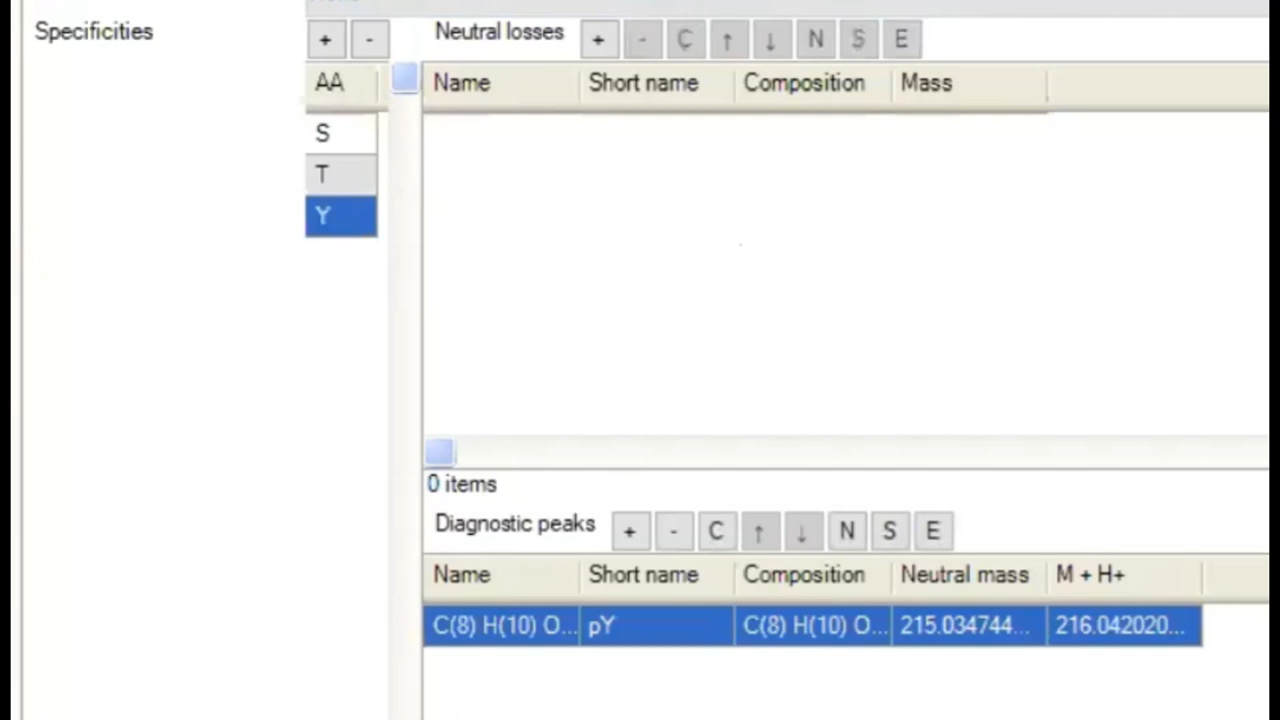 Specificities + - Neutral losses + - C ↑ ↓ N S E
AA Name Short name Composition Mass
S
T
Y
0 items
Diagnostic peaks + - C ↑ ↓ N S E
Name Short name Composition Neutral mass M + H+
C(8) H(10) O... pY C(8) H(10) O... 215.034744... 216.042020...